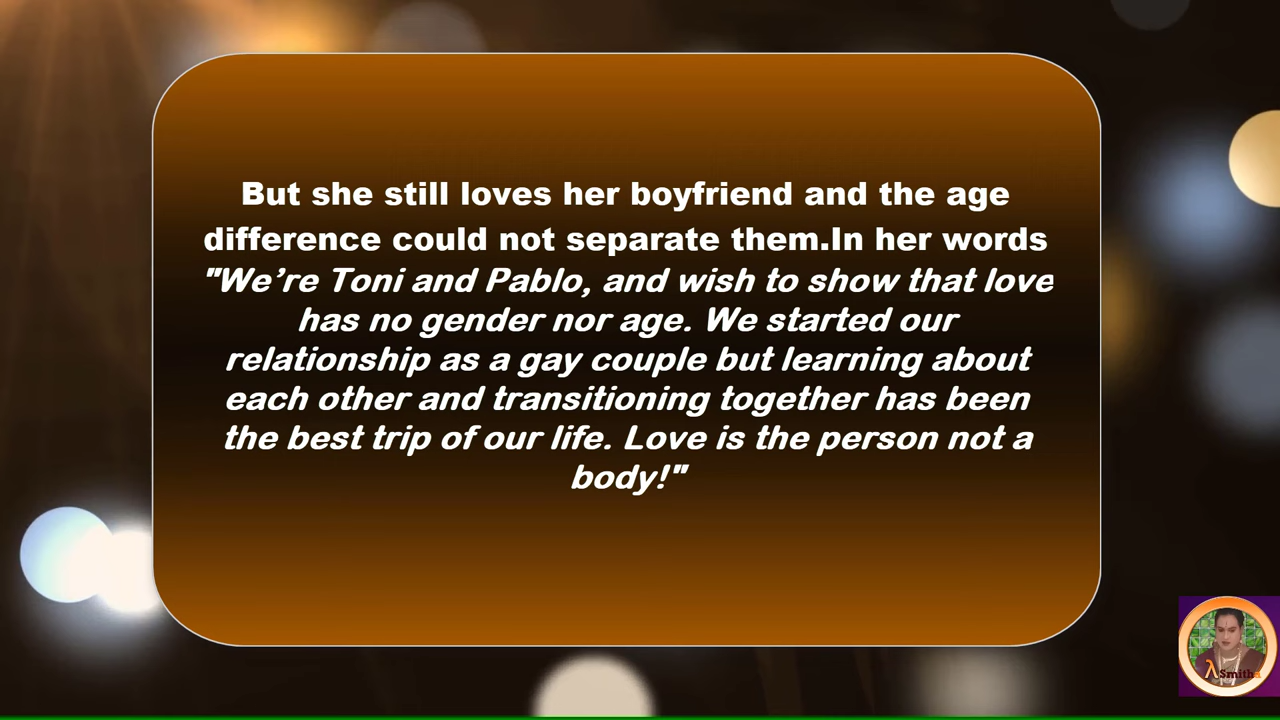 But she still loves her boyfriend and the age
difference could not separate them.In her words
"We’re Toni and Pablo, and wish to show that love
has no gender nor age. We started our
relationship as a gay couple but learning about
each other and transitioning together has been
the best trip of our life. Love is the person not a
body!"
λSmitha